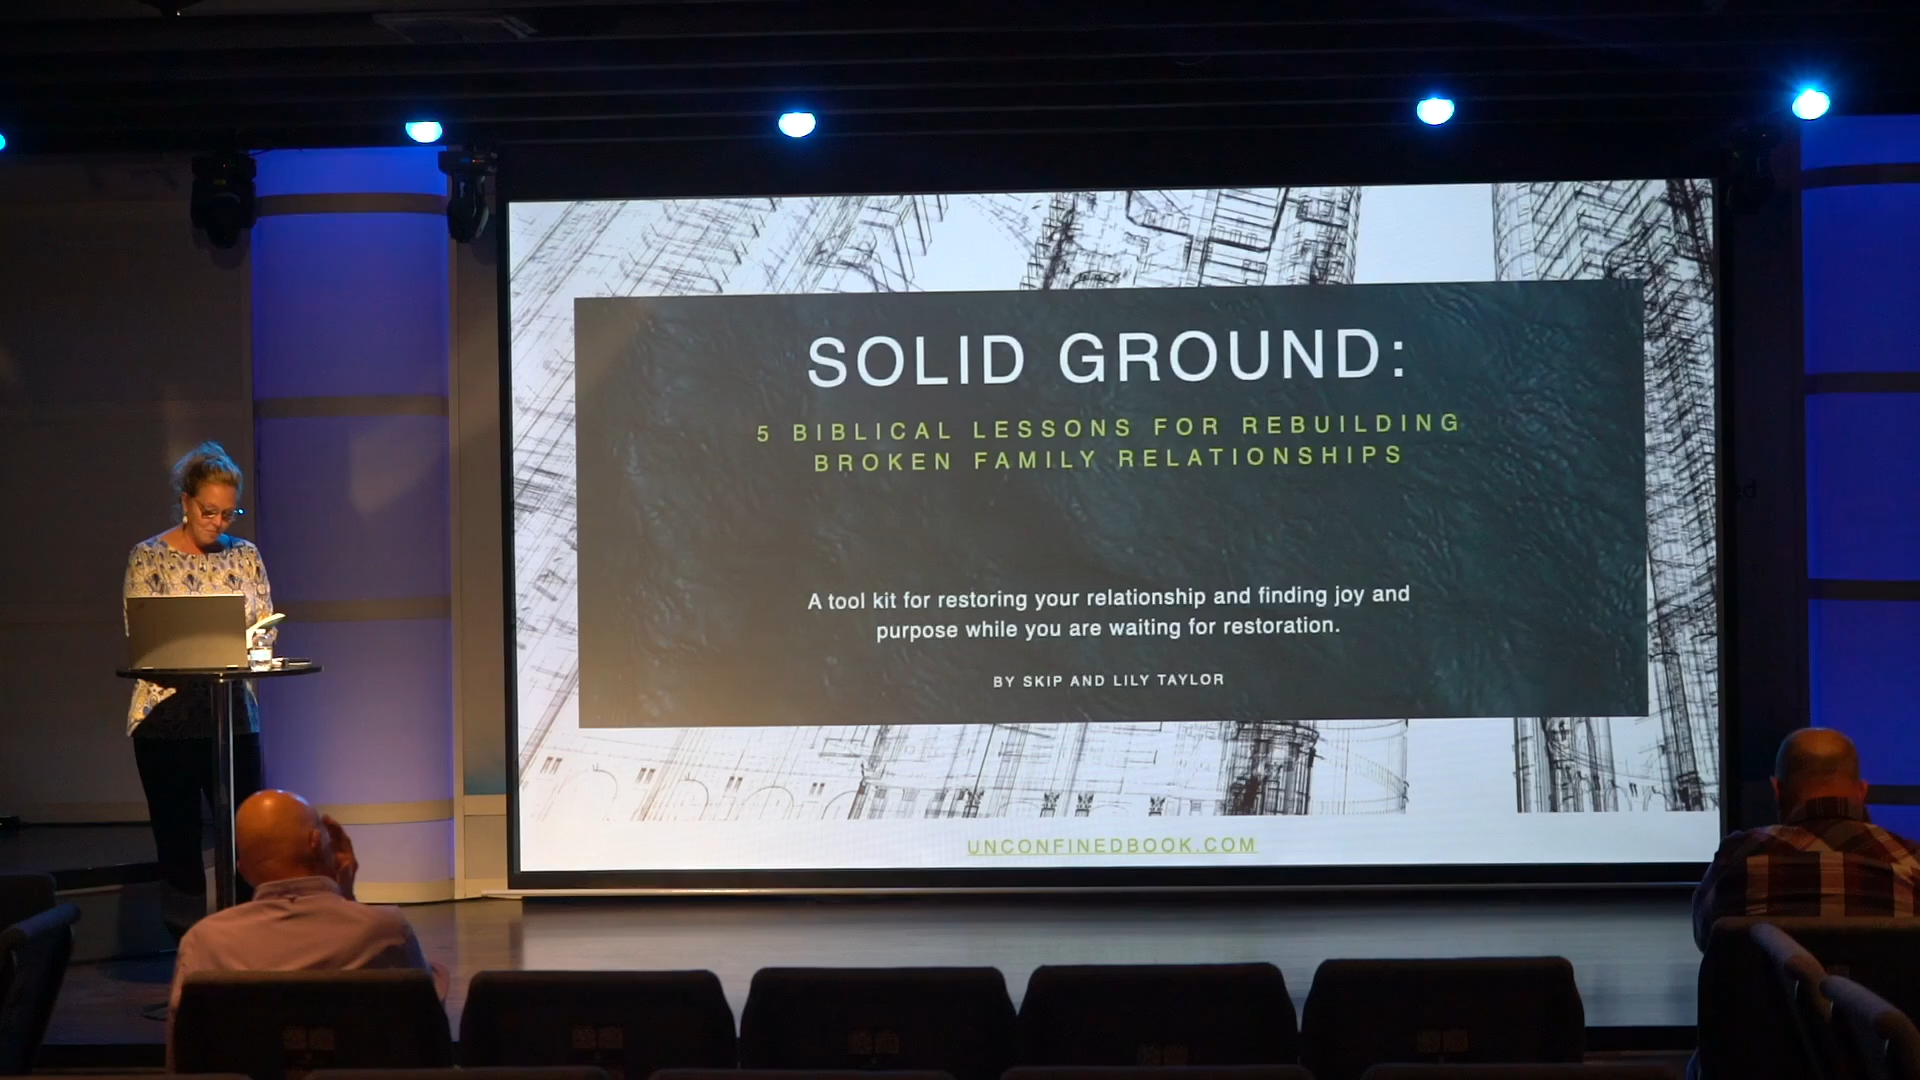 SOLID GROUND:
5 BIBLICAL LESSONS FOR REBUILDING
BROKEN FAMILY RELATIONSHIPS
A tool kit for restoring your relationship and finding joy and
purpose while you are waiting for restoration.
BY SKIP AND LILY TAYLOR
UNCONFINEDBOOK.COM